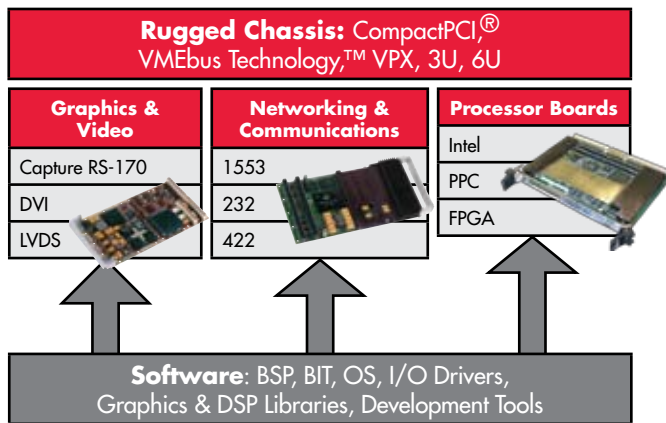 Rugged Chassis: CompactPCI,®
VMEbus Technology,™ VPX, 3U, 6U
Graphics &
Video
Capture RS-170
DVI
LVDS
Networking &
Communications
1553
232
422
Processor Boards
Intel
PPC
FPGA
Software: BSP, BIT, OS, I/O Drivers,
Graphics & DSP Libraries, Development Tools